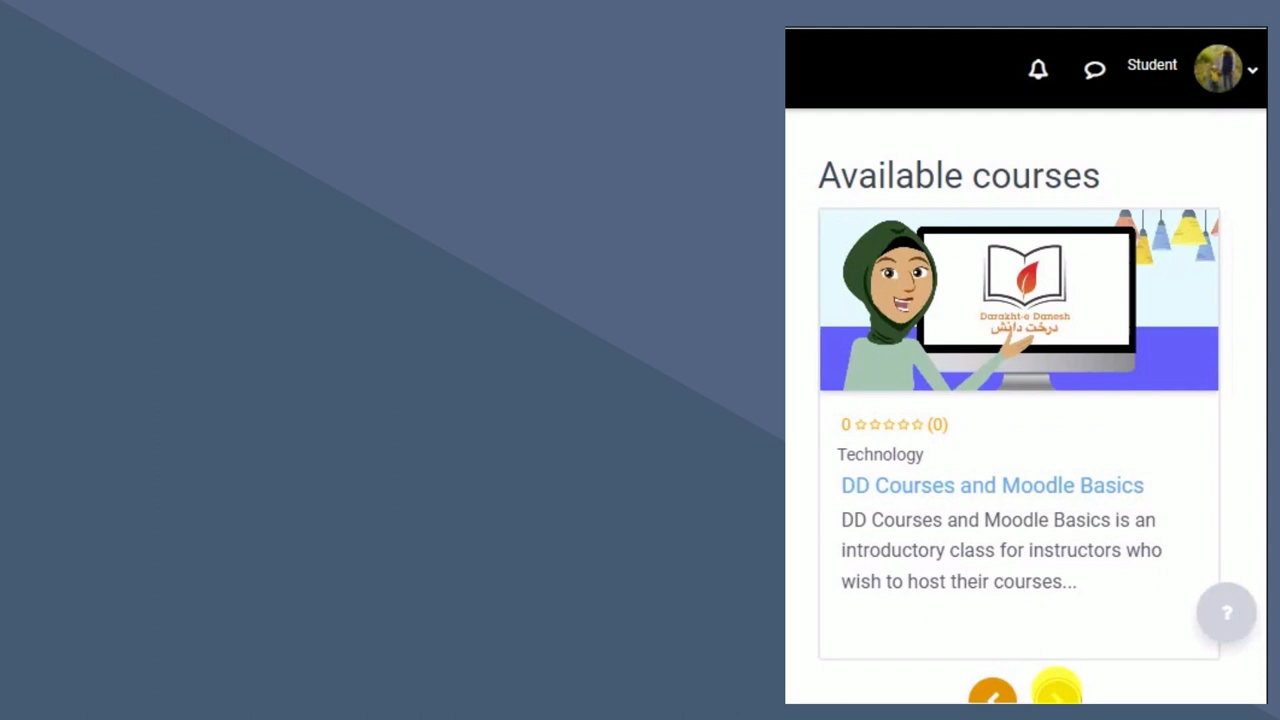 Student
Available courses
Darakht-e Danesh
درخت دانش
0 ☆☆☆☆☆ (0)
Technology
DD Courses and Moodle Basics
DD Courses and Moodle Basics is an
introductory class for instructors who
wish to host their courses...
?